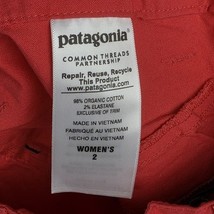 patagonia
COMMON THREADS
PARTNERSHIP
Repair, Reuse, Recycle
This Product
www.patagonia.com
98% ORGANIC COTTON
2% ELASTANE
EXCLUSIVE OF TRIM
MADE IN VIETNAM
FABRIQUÉ AU VIETNAM
HECHO EN VIETNAM
WOMEN'S
2